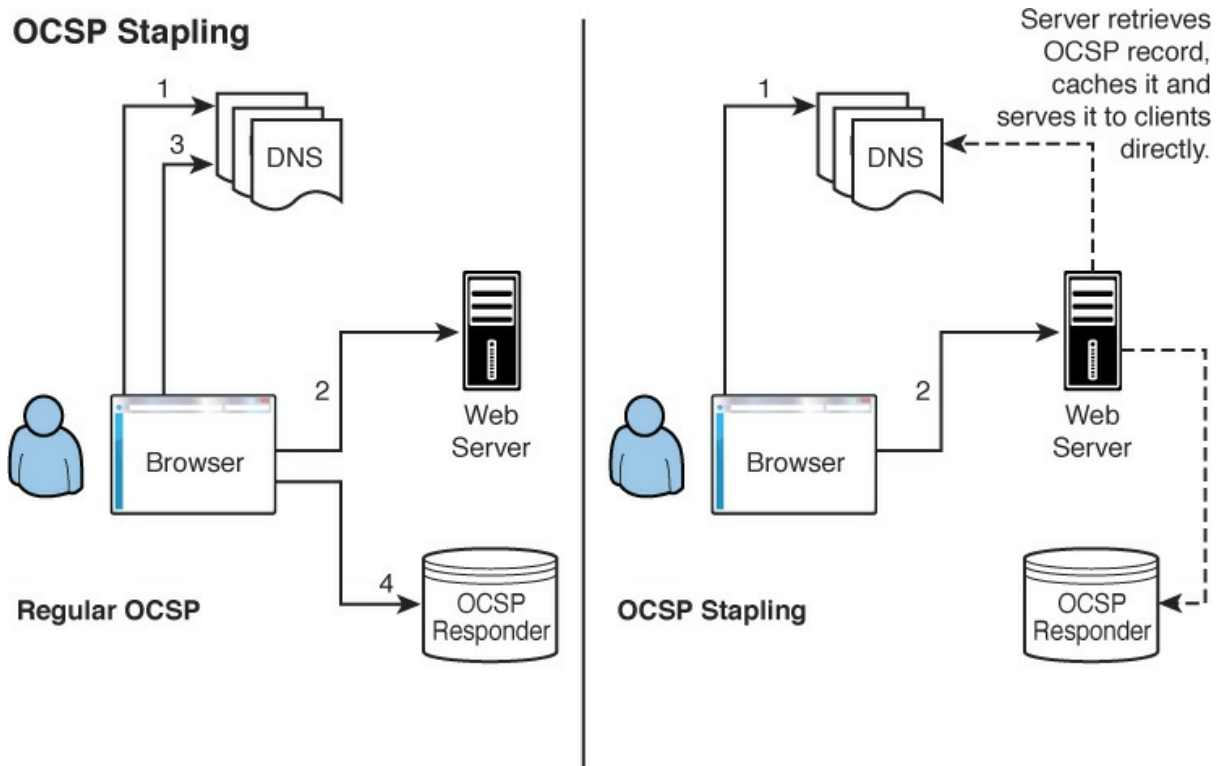 OCSP Stapling
1
3
DNS
2
Web
Server
Browser
4
OCSP
Responder
Regular OCSP
Server retrieves
OCSP record,
caches it and
serves it to clients
directly.
1
DNS
2
Web
Server
Browser
OCSP
Responder
OCSP Stapling